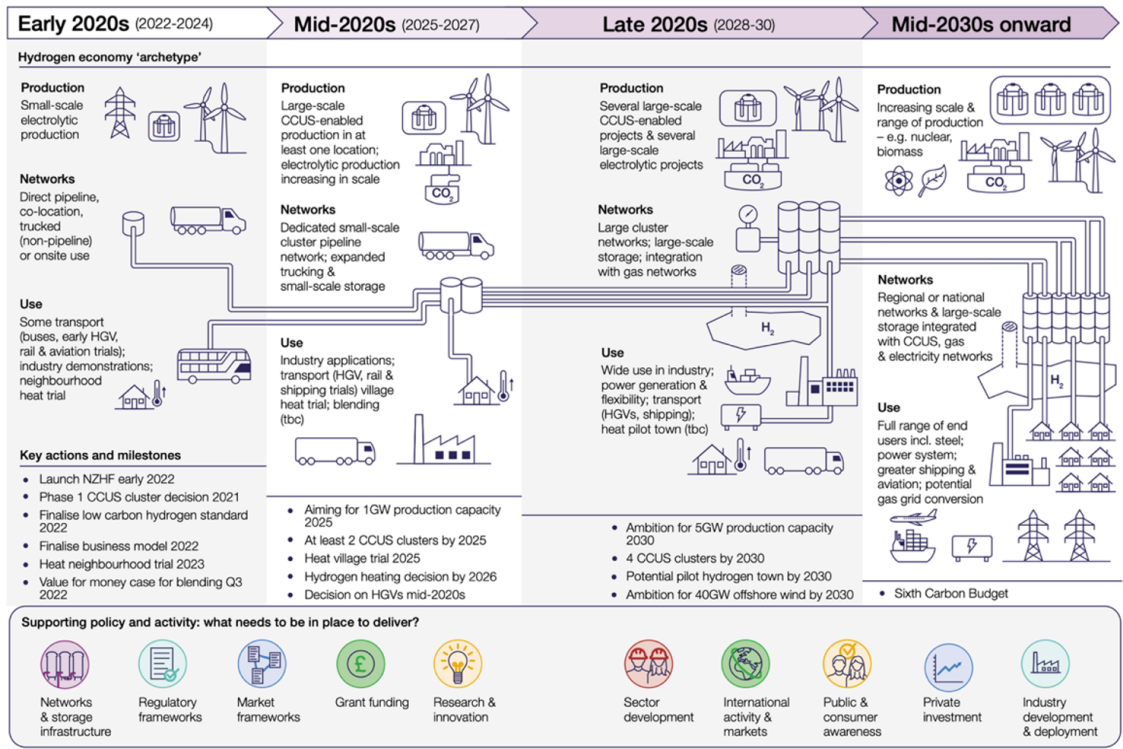 Early 2020s (2022-2024)
Mid-2020s (2025-2027)
Late 2020s (2028-30)
Mid-2030s onward
Hydrogen economy ‘archetype’
Production
Small-scale
electrolytic
production
Networks
Direct pipeline,
co-location,
trucked
(non-pipeline)
or onsite use
Use
Some transport
(buses, early HGV,
rail & aviation trials);
industry demonstrations;
neighbourhood
heat trial
Key actions and milestones
• Launch NZHF early 2022
• Phase 1 CCUS cluster decision 2021
• Finalise low carbon hydrogen standard
2022
• Finalise business model 2022
• Heat neighbourhood trial 2023
• Value for money case for blending Q3
2022
Production
Large-scale
CCUS-enabled
production in at
least one location;
electrolytic production
increasing in scale
CO2
Networks
Dedicated small-scale
cluster pipeline
network; expanded
trucking &
small-scale storage
Use
Industry applications;
transport (HGV, rail &
shipping trials) village
heat trial; blending
(tbc)
• Aiming for 1GW production capacity
2025
• At least 2 CCUS clusters by 2025
• Heat village trial 2025
• Hydrogen heating decision by 2026
• Decision on HGVs mid-2020s
Production
Several large-scale
CCUS-enabled
projects & several
large-scale
electrolytic projects
CO2
Networks
Large cluster
networks; large-scale
storage; integration
with gas networks
H2
Use
Wide use in industry;
power generation &
flexibility; transport
(HGVs, shipping);
heat pilot town (tbc)
• Ambition for 5GW production capacity
2030
• 4 CCUS clusters by 2030
• Potential pilot hydrogen town by 2030
• Ambition for 40GW offshore wind by 2030
Production
Increasing scale &
range of production
– e.g. nuclear,
biomass
CO2
Networks
Regional or national
networks & large-scale
storage integrated
with CCUS, gas
& electricity networks
H2
Use
Full range of end
users incl. steel;
power system;
greater shipping &
aviation; potential
gas grid conversion
• Sixth Carbon Budget
Supporting policy and activity: what needs to be in place to deliver?
Networks
& storage
infrastructure
Regulatory
frameworks
Market
frameworks
£
Grant funding
Research &
innovation
Sector
development
International
activity &
markets
Public &
consumer
awareness
Private
investment
Industry
development
& deployment